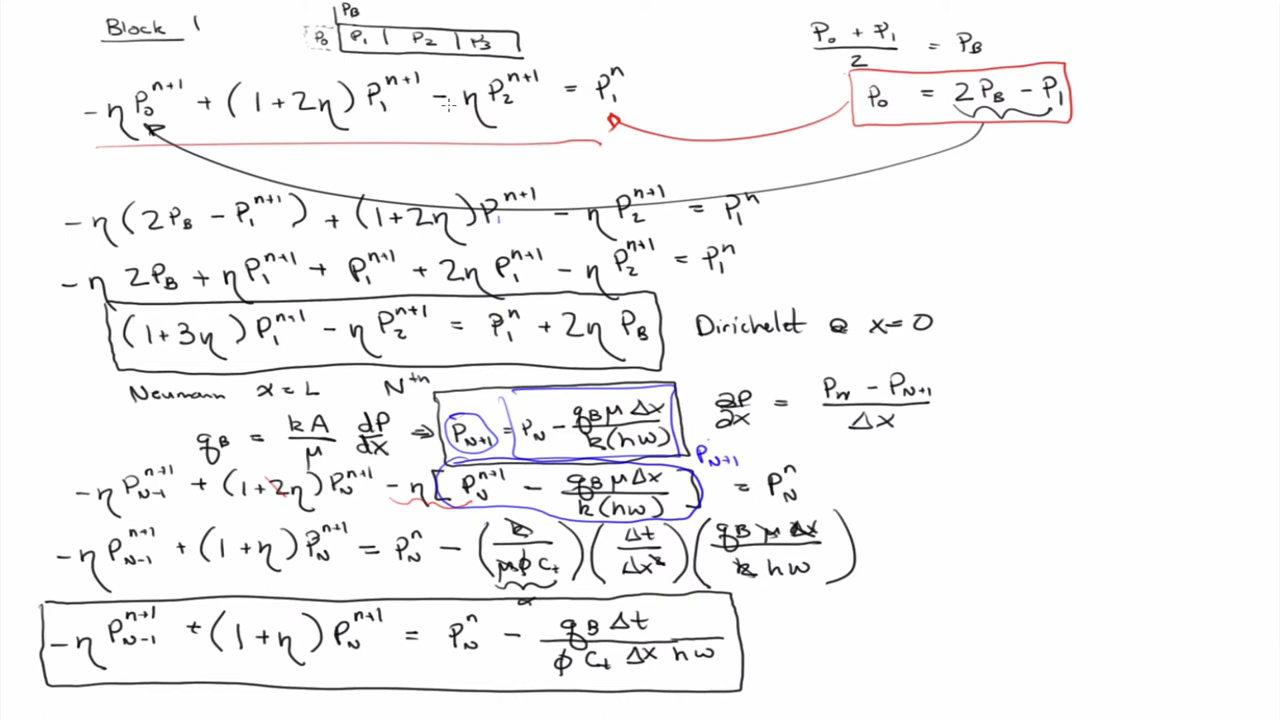 Block 1
P_B
P_0 | P_1 | P_2 | P_3
(P_0 + P_1)/2 = P_B
P_0 = 2P_B - P_1
-η P_0^{n+1} + (1+2η) P_1^{n+1} - η P_2^{n+1} = P_1^n
-η (2P_B - P_1^{n+1}) + (1+2η) P_1^{n+1} - η P_2^{n+1} = P_1^n
-η 2P_B + η P_1^{n+1} + P_1^{n+1} + 2η P_1^{n+1} - η P_2^{n+1} = P_1^n
(1+3η) P_1^{n+1} - η P_2^{n+1} = P_1^n + 2η P_B
Dirichelet @ x=0
Neumann x=L N^{th}
q_B = (kA/μ) (dP/dx) ⇒ P_{N+1} = P_N - (q_B μ Δx)/(k(hw))
∂P/∂x = (P_N - P_{N+1})/Δx
P_{N+1}
-η P_{N-1}^{n+1} + (1+2η) P_N^{n+1} - η [P_N^{n+1} - (q_B μ Δx)/(k(hw))] = P_N^n
-η P_{N-1}^{n+1} + (1+η) P_N^{n+1} = P_N^n - (k/(μ φ C_t)) (Δt/Δx^2) ((q_B μ Δx)/(k hw))
α
-η P_{N-1}^{n+1} + (1+η) P_N^{n+1} = P_N^n - (q_B Δt)/(φ C_t Δx hw)